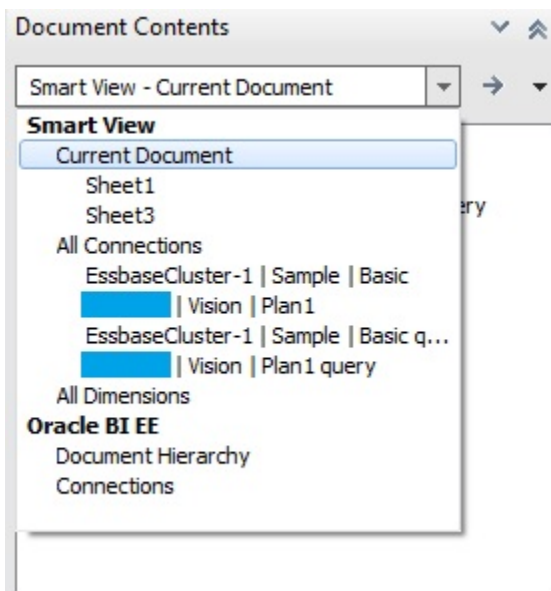 Document Contents
Smart View - Current Document
Smart View
Current Document
Sheet1
Sheet3
ery
All Connections
EssbaseCluster-1 | Sample | Basic
| Vision | Plan1
EssbaseCluster-1 | Sample | Basic q...
| Vision | Plan1 query
All Dimensions
Oracle BI EE
Document Hierarchy
Connections